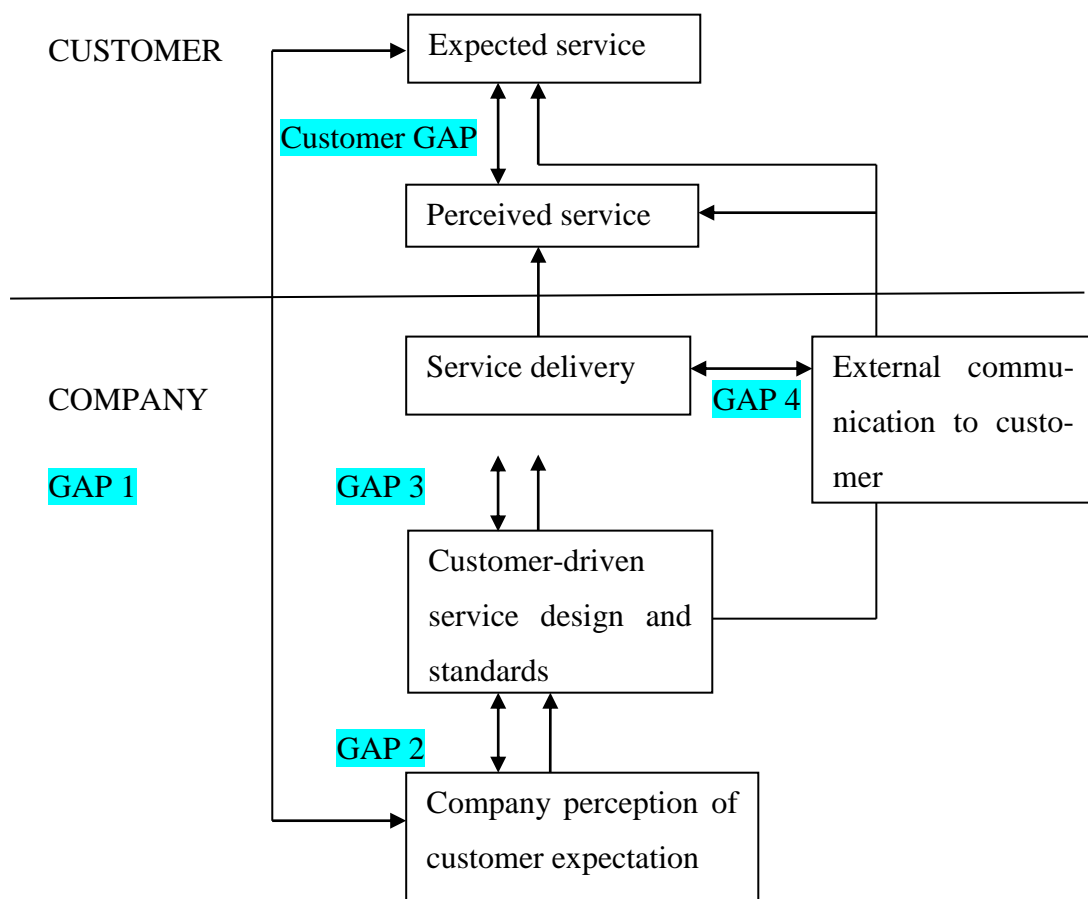 CUSTOMER
Expected service
Customer GAP
Perceived service
Service delivery
External commu-
nication to custo-
mer
COMPANY
GAP 4
GAP 1
GAP 3
Customer-driven
service design and
standards
GAP 2
Company perception of
customer expectation